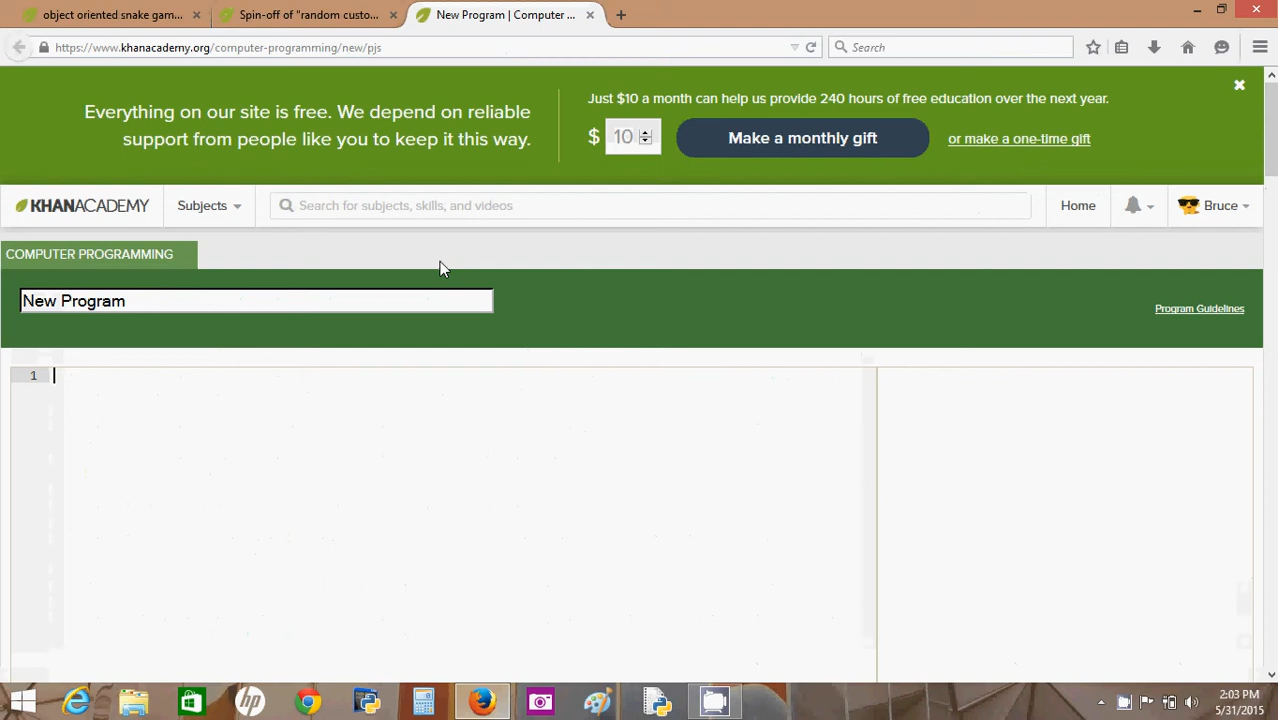 object oriented snake gam...
Spin-off of "random custo...
New Program | Computer ...
https://www.khanacademy.org/computer-programming/new/pjs
Search
Everything on our site is free. We depend on reliable
support from people like you to keep it this way.
Just $10 a month can help us provide 240 hours of free education over the next year.
$ 10
Make a monthly gift
or make a one-time gift
KHANACADEMY
Subjects
Search for subjects, skills, and videos
Home
Bruce
COMPUTER PROGRAMMING
New Program
Program Guidelines
1
hp
2:03 PM
5/31/2015